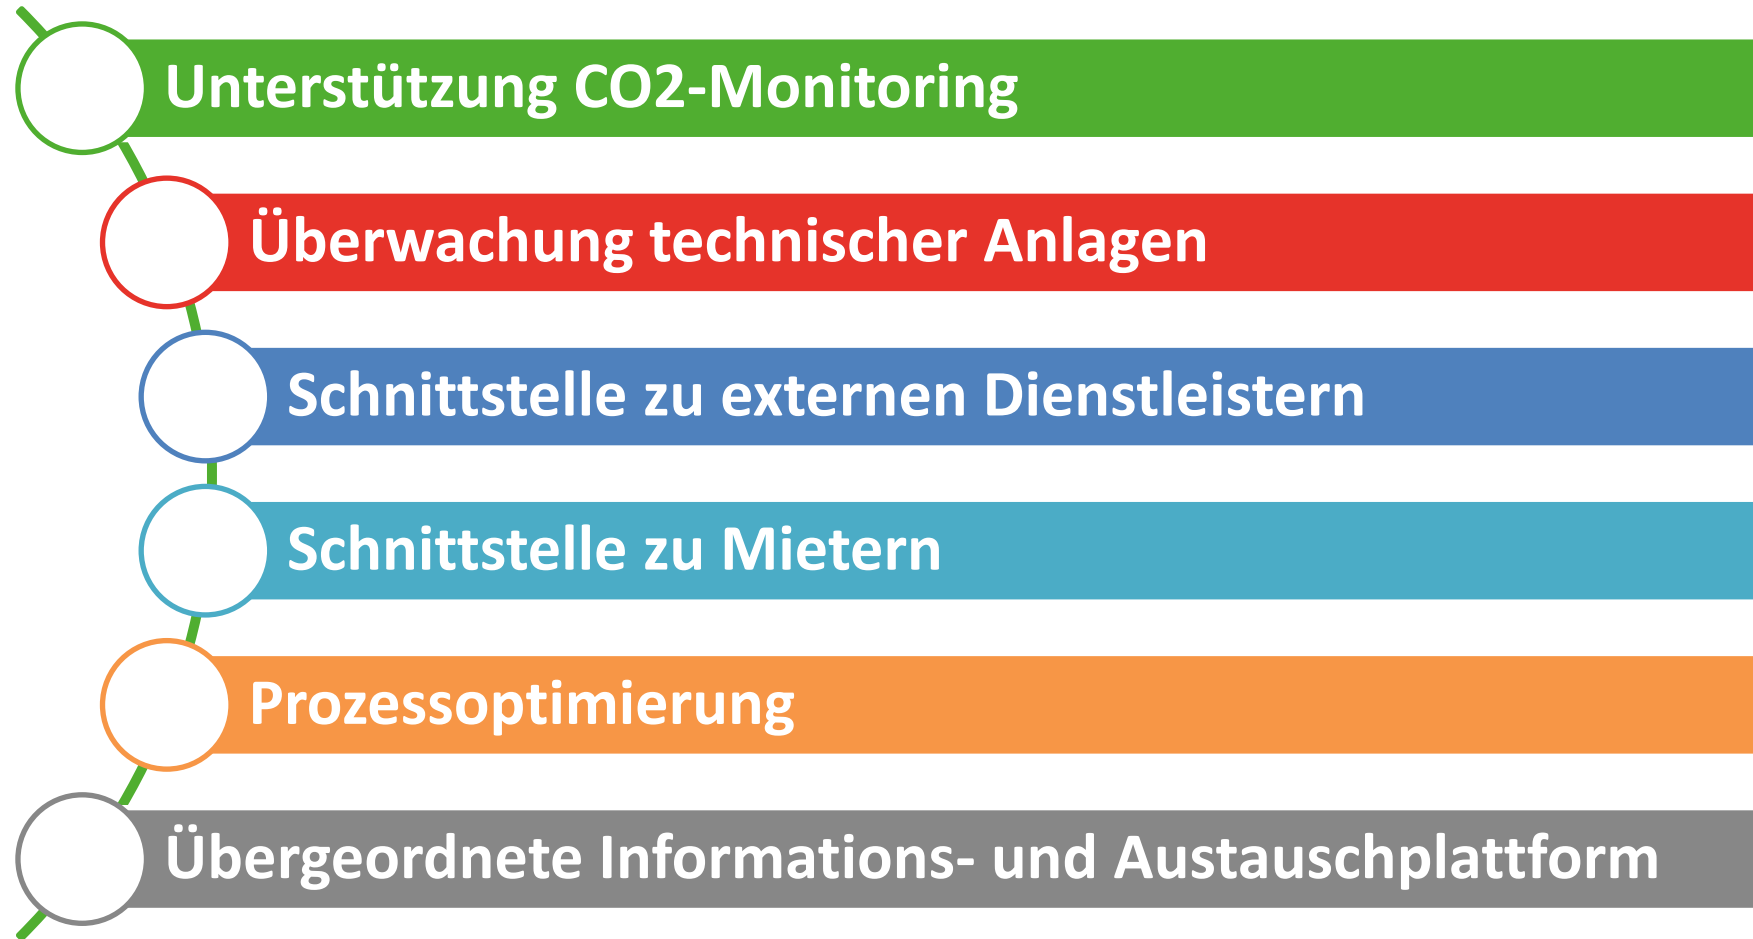 Unterstützung CO2-Monitoring
Überwachung technischer Anlagen
Schnittstelle zu externen Dienstleistern
Schnittstelle zu Mietern
Prozessoptimierung
Übergeordnete Informations- und Austauschplattform